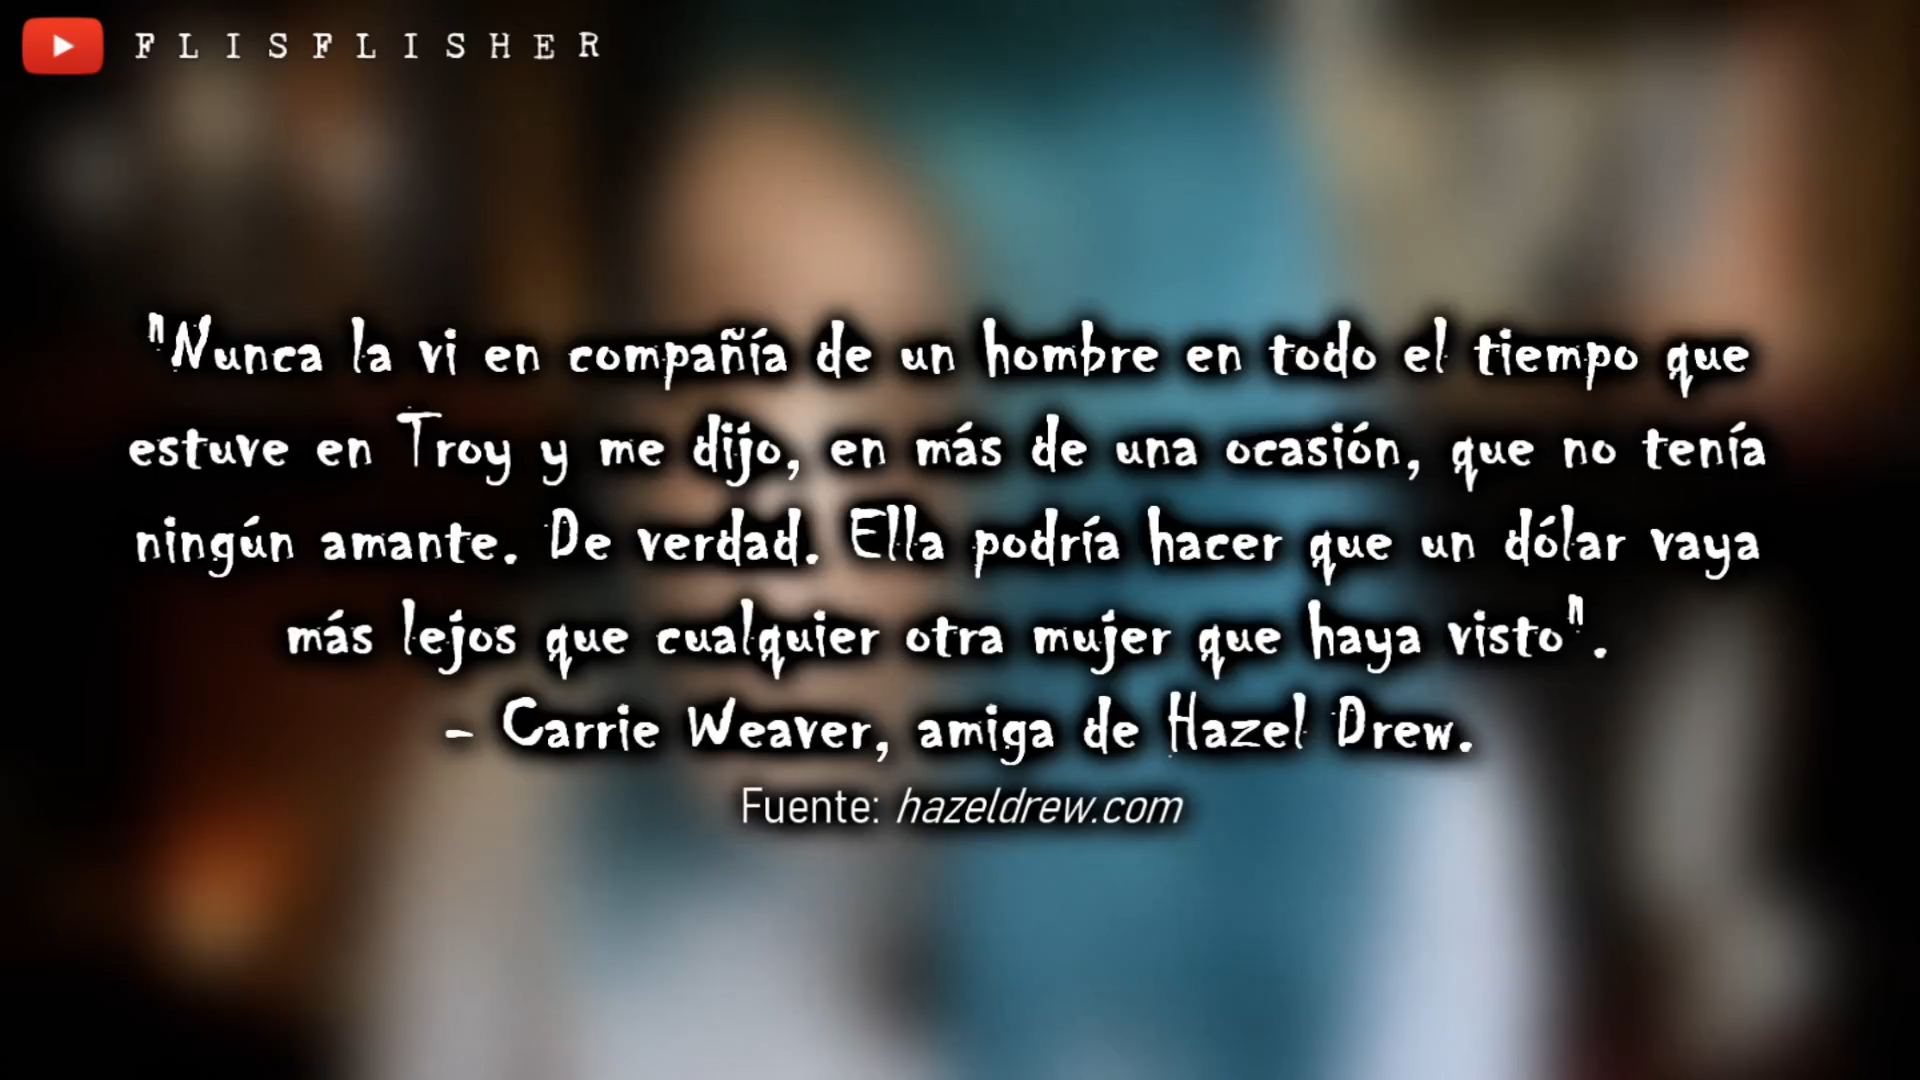 FLISFLISHER
"Nunca la vi en compañía de un hombre en todo el tiempo que
estuve en Troy y me dijo, en más de una ocasión, que no tenía
ningún amante. De verdad. Ella podría hacer que un dólar vaya
más lejos que cualquier otra mujer que haya visto".
- Carrie Weaver, amiga de Hazel Drew.
Fuente: hazeldrew.com